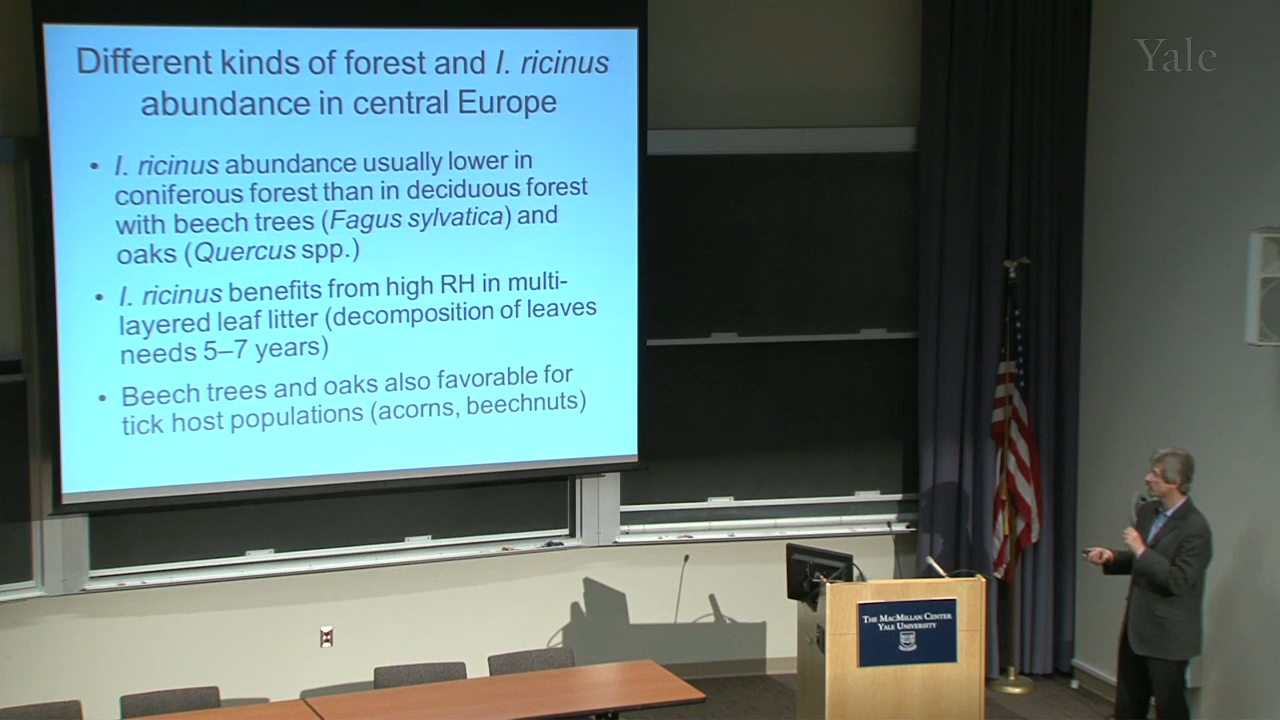 Different kinds of forest and I. ricinus
abundance in central Europe
• I. ricinus abundance usually lower in
coniferous forest than in deciduous forest
with beech trees (Fagus sylvatica) and
oaks (Quercus spp.)
• I. ricinus benefits from high RH in multi-
layered leaf litter (decomposition of leaves
needs 5–7 years)
• Beech trees and oaks also favorable for
tick host populations (acorns, beechnuts)
Yale
THE MACMILLAN CENTER
YALE UNIVERSITY